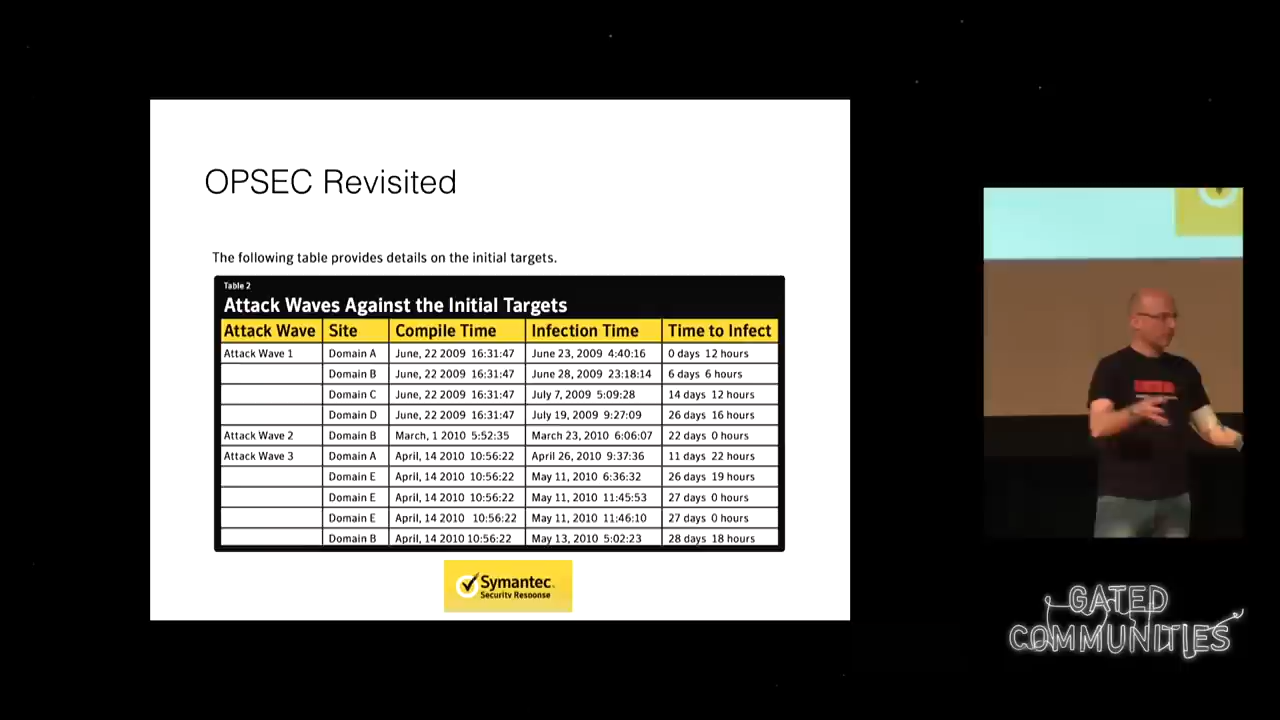 OPSEC Revisited
The following table provides details on the initial targets.
Table 2
Attack Waves Against the Initial Targets
Attack Wave Site Compile Time Infection Time Time to Infect
Attack Wave 1 Domain A June, 22 2009 16:31:47 June 23, 2009 4:40:16 0 days 12 hours
Domain B June, 22 2009 16:31:47 June 28, 2009 23:18:14 6 days 6 hours
Domain C June, 22 2009 16:31:47 July 7, 2009 5:09:28 14 days 12 hours
Domain D June, 22 2009 16:31:47 July 19, 2009 9:27:09 26 days 16 hours
Attack Wave 2 Domain B March, 1 2010 5:52:35 March 23, 2010 6:06:07 22 days 0 hours
Attack Wave 3 Domain A April, 14 2010 10:56:22 April 26, 2010 9:37:36 11 days 22 hours
Domain E April, 14 2010 10:56:22 May 11, 2010 6:36:32 26 days 19 hours
Domain E April, 14 2010 10:56:22 May 11, 2010 11:45:53 27 days 0 hours
Domain E April, 14 2010 10:56:22 May 11, 2010 11:46:10 27 days 0 hours
Domain B April, 14 2010 10:56:22 May 13, 2010 5:02:23 28 days 18 hours
Symantec.
Security Response
GATED
COMMUNITIES